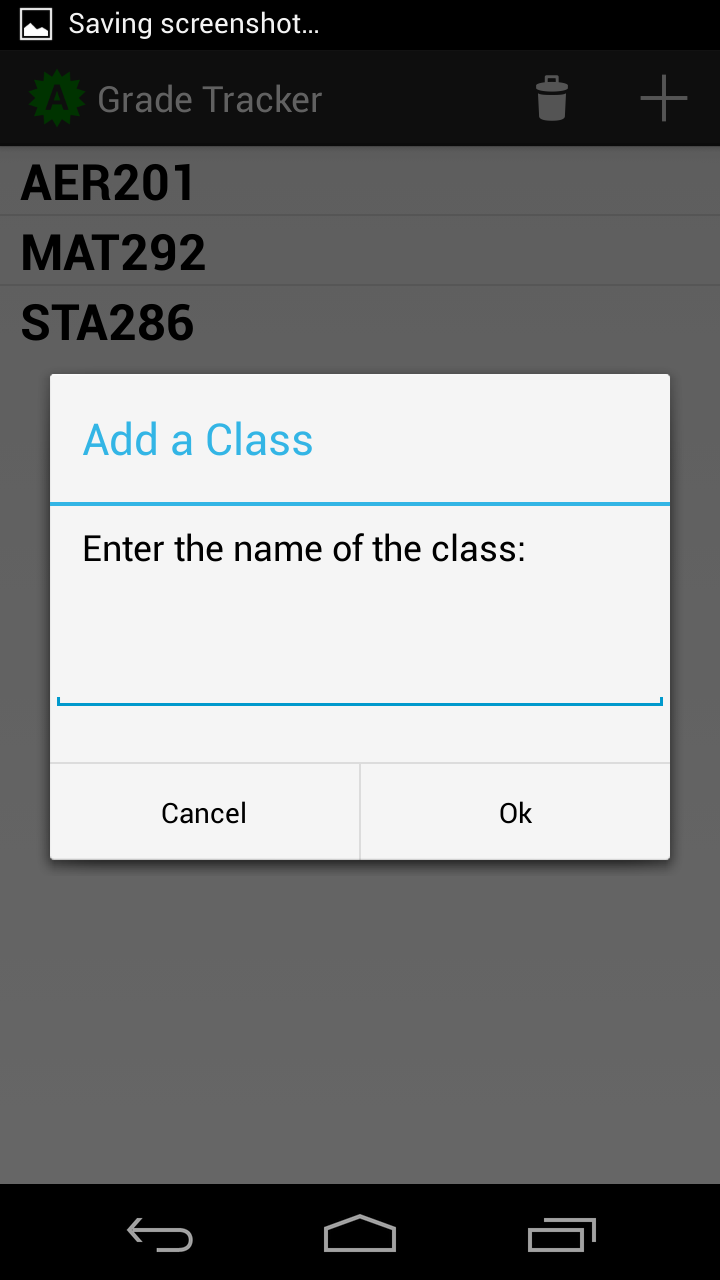 Saving screenshot...
A Grade Tracker
AER201
MAT292
STA286
Add a Class
Enter the name of the class:
Cancel Ok